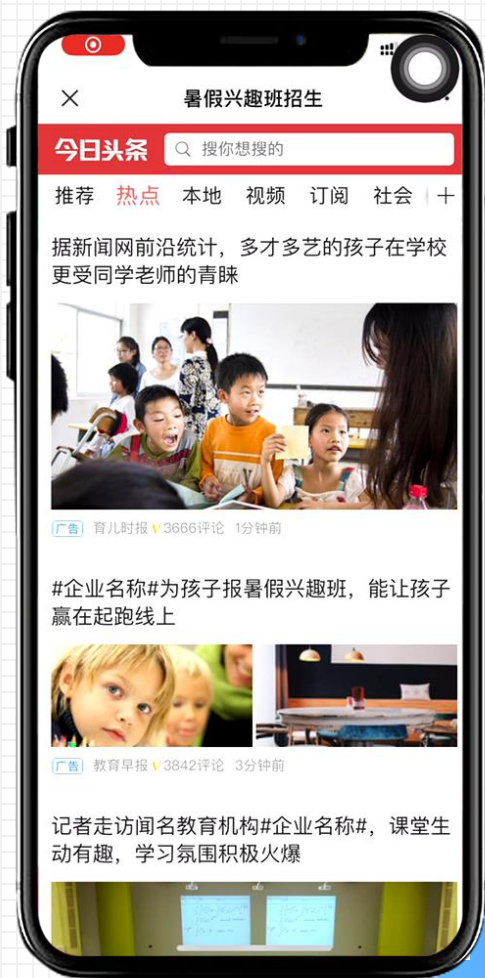 暑假兴趣班招生
今日头条
搜你想搜的
推荐 热点 本地 视频 订阅 社会
据新闻网前沿统计，多才多艺的孩子在学校
更受同学老师的青睐
广告 育儿时报 V 3666评论 1分钟前
#企业名称#为孩子报暑假兴趣班，能让孩子
赢在起跑线上
广告 教育早报 V 3842评论 3分钟前
记者走访闻名教育机构#企业名称#，课堂生
动有趣，学习氛围积极火爆